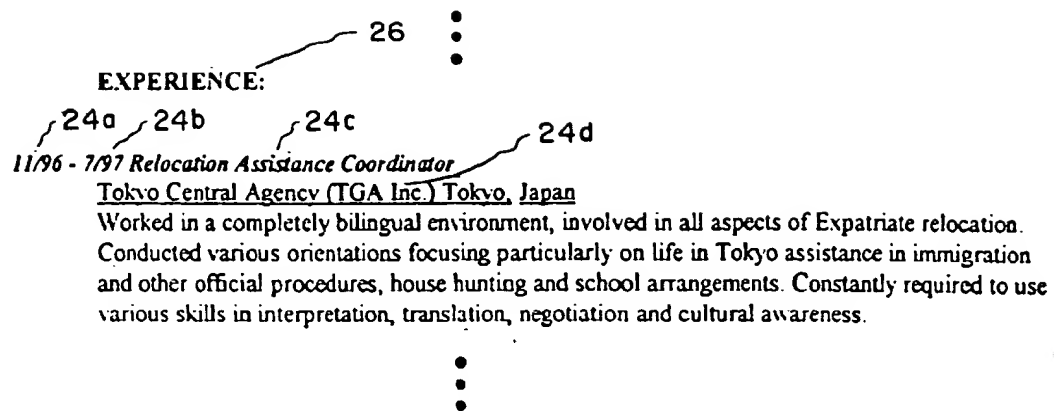 26
EXPERIENCE:
24a 24b 24c 24d
11/96 - 7/97 Relocation Assistance Coordinator
Tokyo Central Agency (TGA Inc.) Tokyo, Japan
Worked in a completely bilingual environment, involved in all aspects of Expatriate relocation.
Conducted various orientations focusing particularly on life in Tokyo assistance in immigration
and other official procedures, house hunting and school arrangements. Constantly required to use
various skills in interpretation, translation, negotiation and cultural awareness.